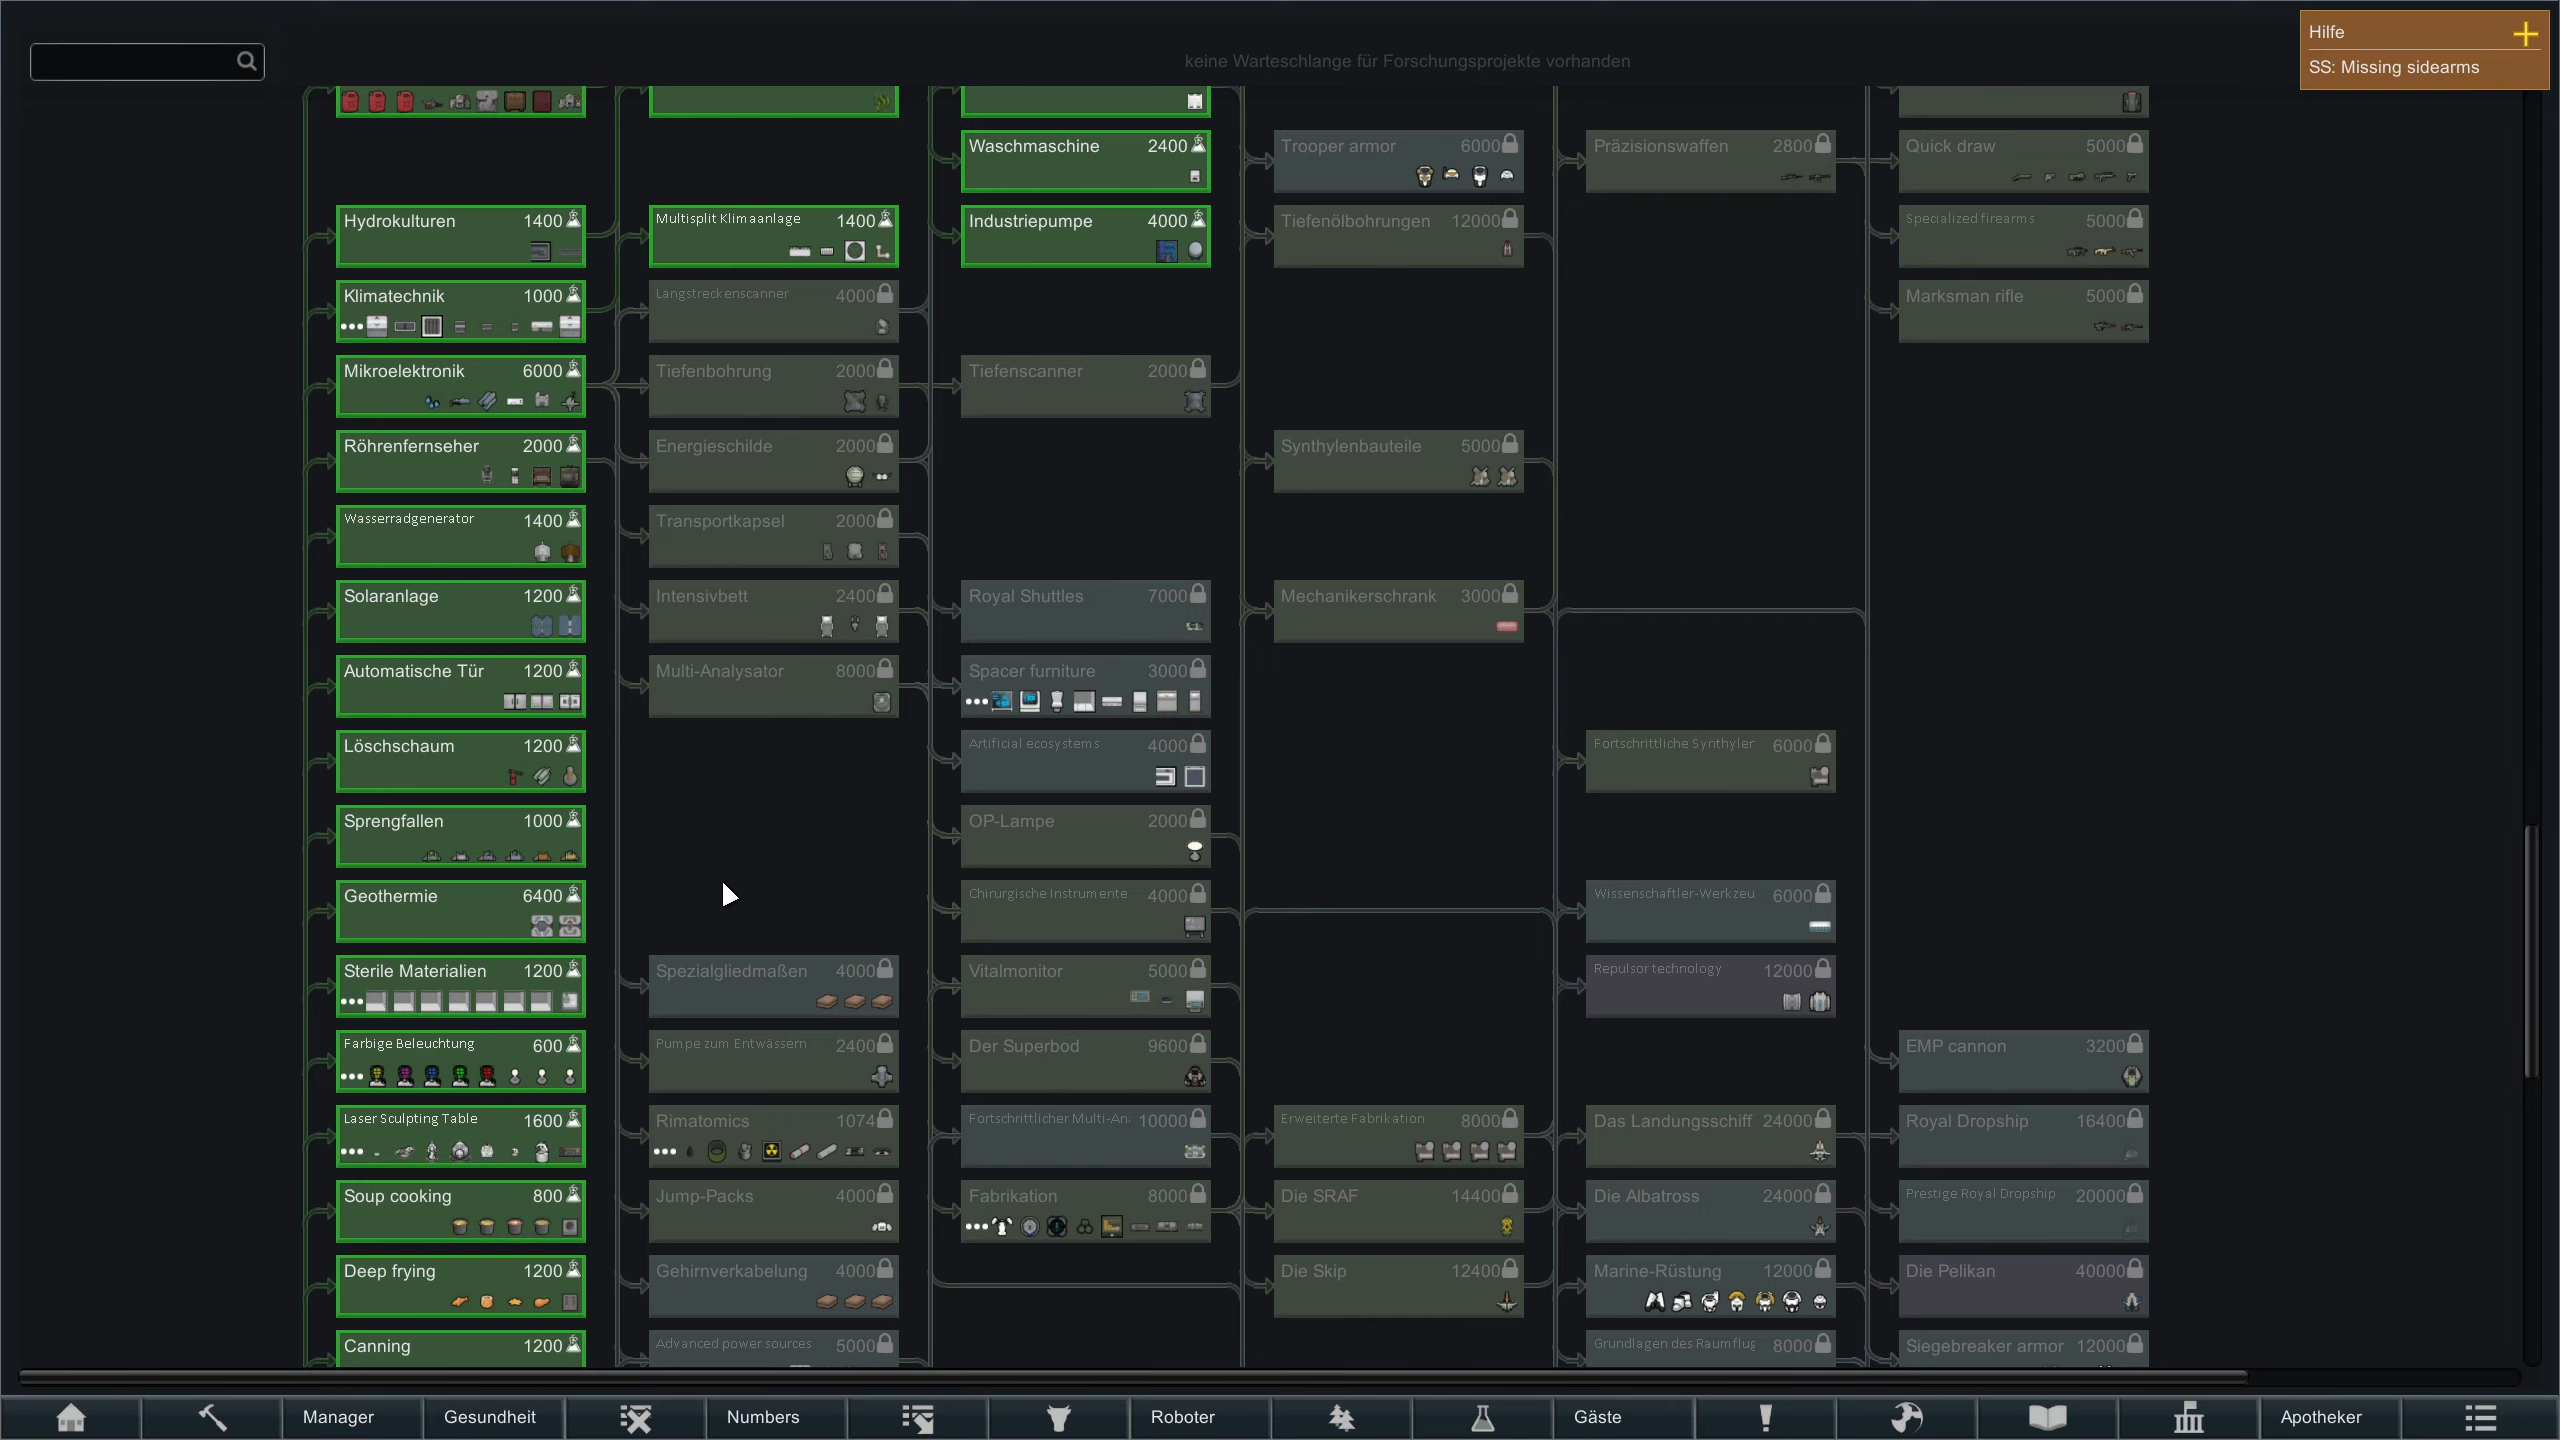 keine Warteschlange für Forschungsprojekte vorhanden
Hilfe
SS: Missing sidearms
Waschmaschine 2400
Trooper armor 6000
Präzisionswaffen 2800
Quick draw 5000
Hydrokulturen 1400
Multisplit Klimaanlage 1400
Industriepumpe 4000
Tiefenölbohrungen 12000
Specialized firearms 5000
Klimatechnik 1000
Langstreckenscanner 4000
Marksman rifle 5000
Mikroelektronik 6000
Tiefenbohrung 2000
Tiefenscanner 2000
Röhrenfernseher 2000
Energieschilde 2000
Synthylenbauteile 5000
Wasserradgenerator 1400
Transportkapsel 2000
Solaranlage 1200
Intensivbett 2400
Royal Shuttles 7000
Mechanikerschrank 3000
Automatische Tür 1200
Multi-Analysator 8000
Spacer furniture 3000
Löschschaum 1200
Artificial ecosystems 4000
Fortschrittliche Synthyler 6000
Sprengfallen 1000
OP-Lampe 2000
Geothermie 6400
Chirurgische Instrumente 4000
Wissenschaftler-Werkzeu 6000
Sterile Materialien 1200
Spezialgliedmaßen 4000
Vitalmonitor 5000
Repulsor technology 12000
Farbige Beleuchtung 600
Pumpe zum Entwässern 2400
Der Superbod 9600
EMP cannon 3200
Laser Sculpting Table 1600
Rimatomics 1074
Fortschrittlicher Multi-An. 10000
Erweiterte Fabrikation 8000
Das Landungsschiff 24000
Royal Dropship 16400
Soup cooking 800
Jump-Packs 4000
Fabrikation 8000
Die SRAF 14400
Die Albatross 24000
Prestige Royal Dropship 20000
Deep frying 1200
Gehirnverkabelung 4000
Die Skip 12400
Marine-Rüstung 12000
Die Pelikan 40000
Canning 1200
Advanced power sources 5000
Grundlagen des Raumflug 8000
Siegebreaker armor 12000
Manager
Gesundheit
Numbers
Roboter
Gäste
Apotheker